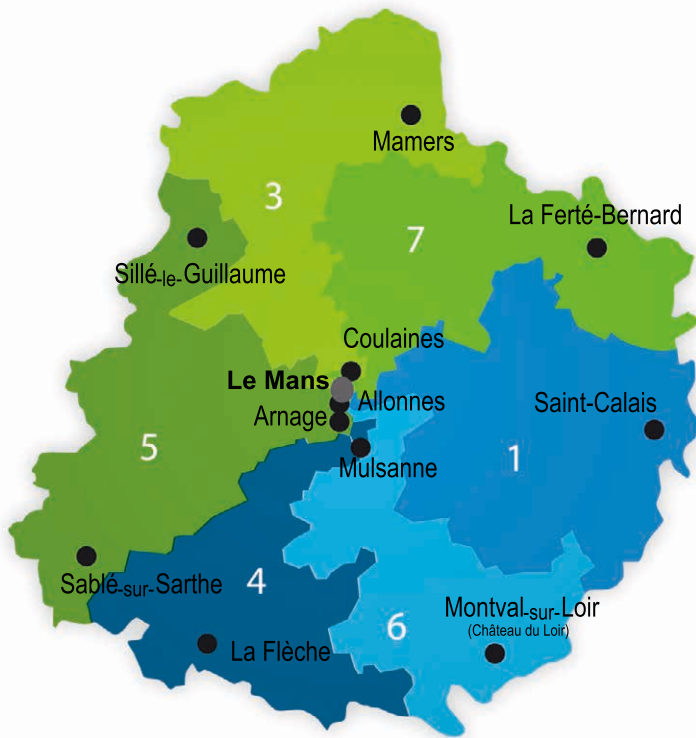 Mamers
3
La Ferté-Bernard
7
Sillé-le-Guillaume
Coulaines
Le Mans
Allonnes
Arnage
Saint-Calais
5
Mulsanne
1
Sablé-sur-Sarthe
4
Montval-sur-Loir
(Château du Loir)
6
La Flèche